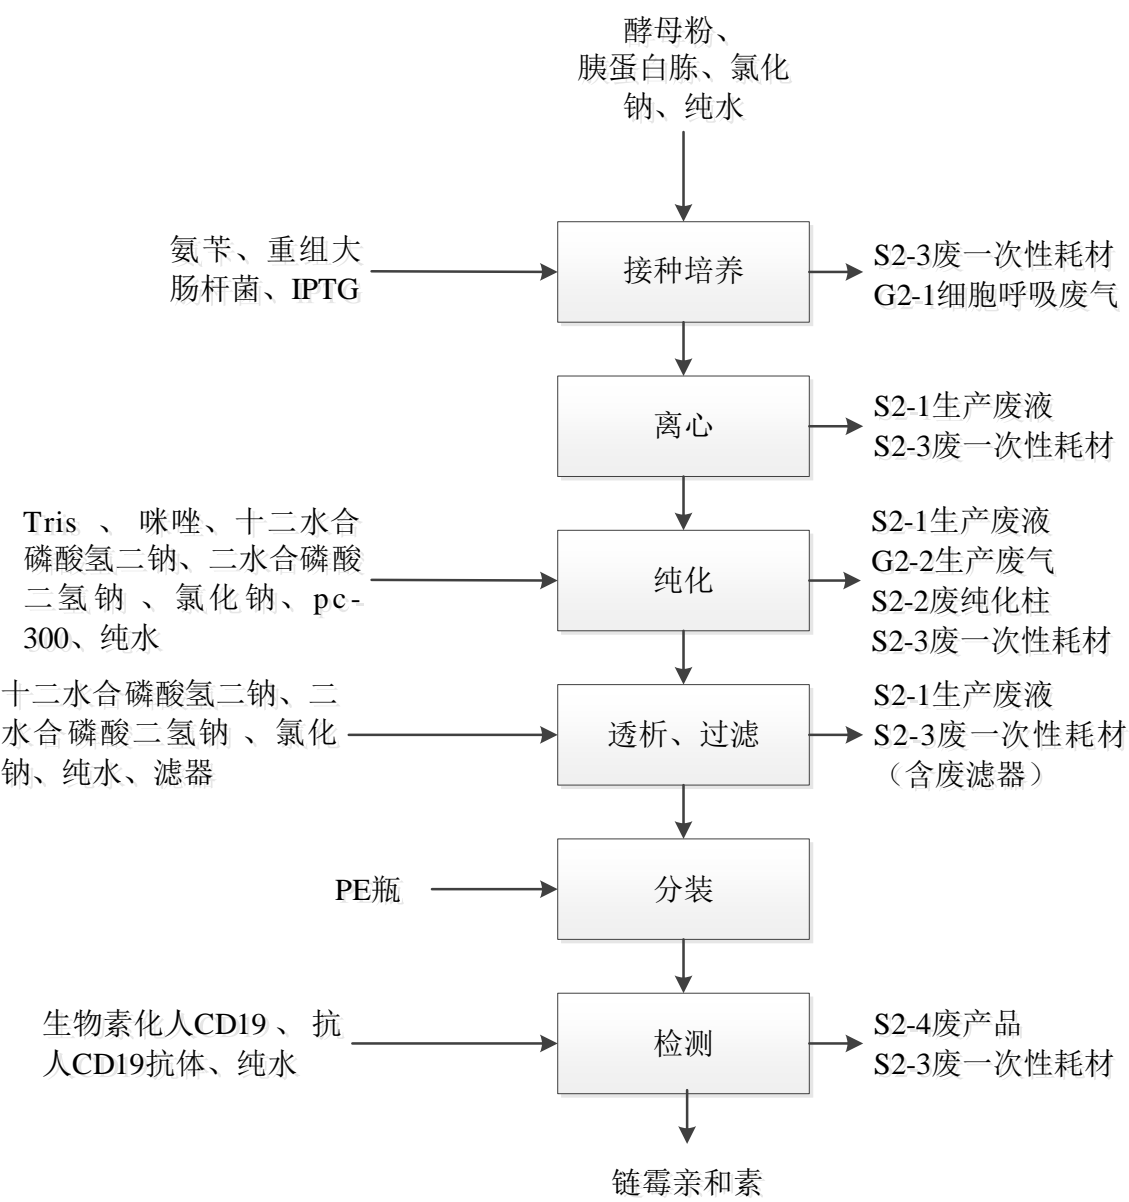 酵母粉、
胰蛋白胨、氯化
钠、纯水
氨苄、重组大
肠杆菌、IPTG
接种培养
S2-3废一次性耗材
G2-1细胞呼吸废气
离心
S2-1生产废液
S2-3废一次性耗材
Tris 、 咪唑、十二水合
磷酸氢二钠、二水合磷酸
二氢钠 、氯化钠、pc-
300、纯水
纯化
S2-1生产废液
G2-2生产废气
S2-2废纯化柱
S2-3废一次性耗材
十二水合磷酸氢二钠、二
水合磷酸二氢钠 、氯化
钠、纯水、滤器
透析、过滤
S2-1生产废液
S2-3废一次性耗材
（含废滤器）
PE瓶
分装
生物素化人CD19 、 抗
人CD19抗体、纯水
检测
S2-4废产品
S2-3废一次性耗材
链霉亲和素